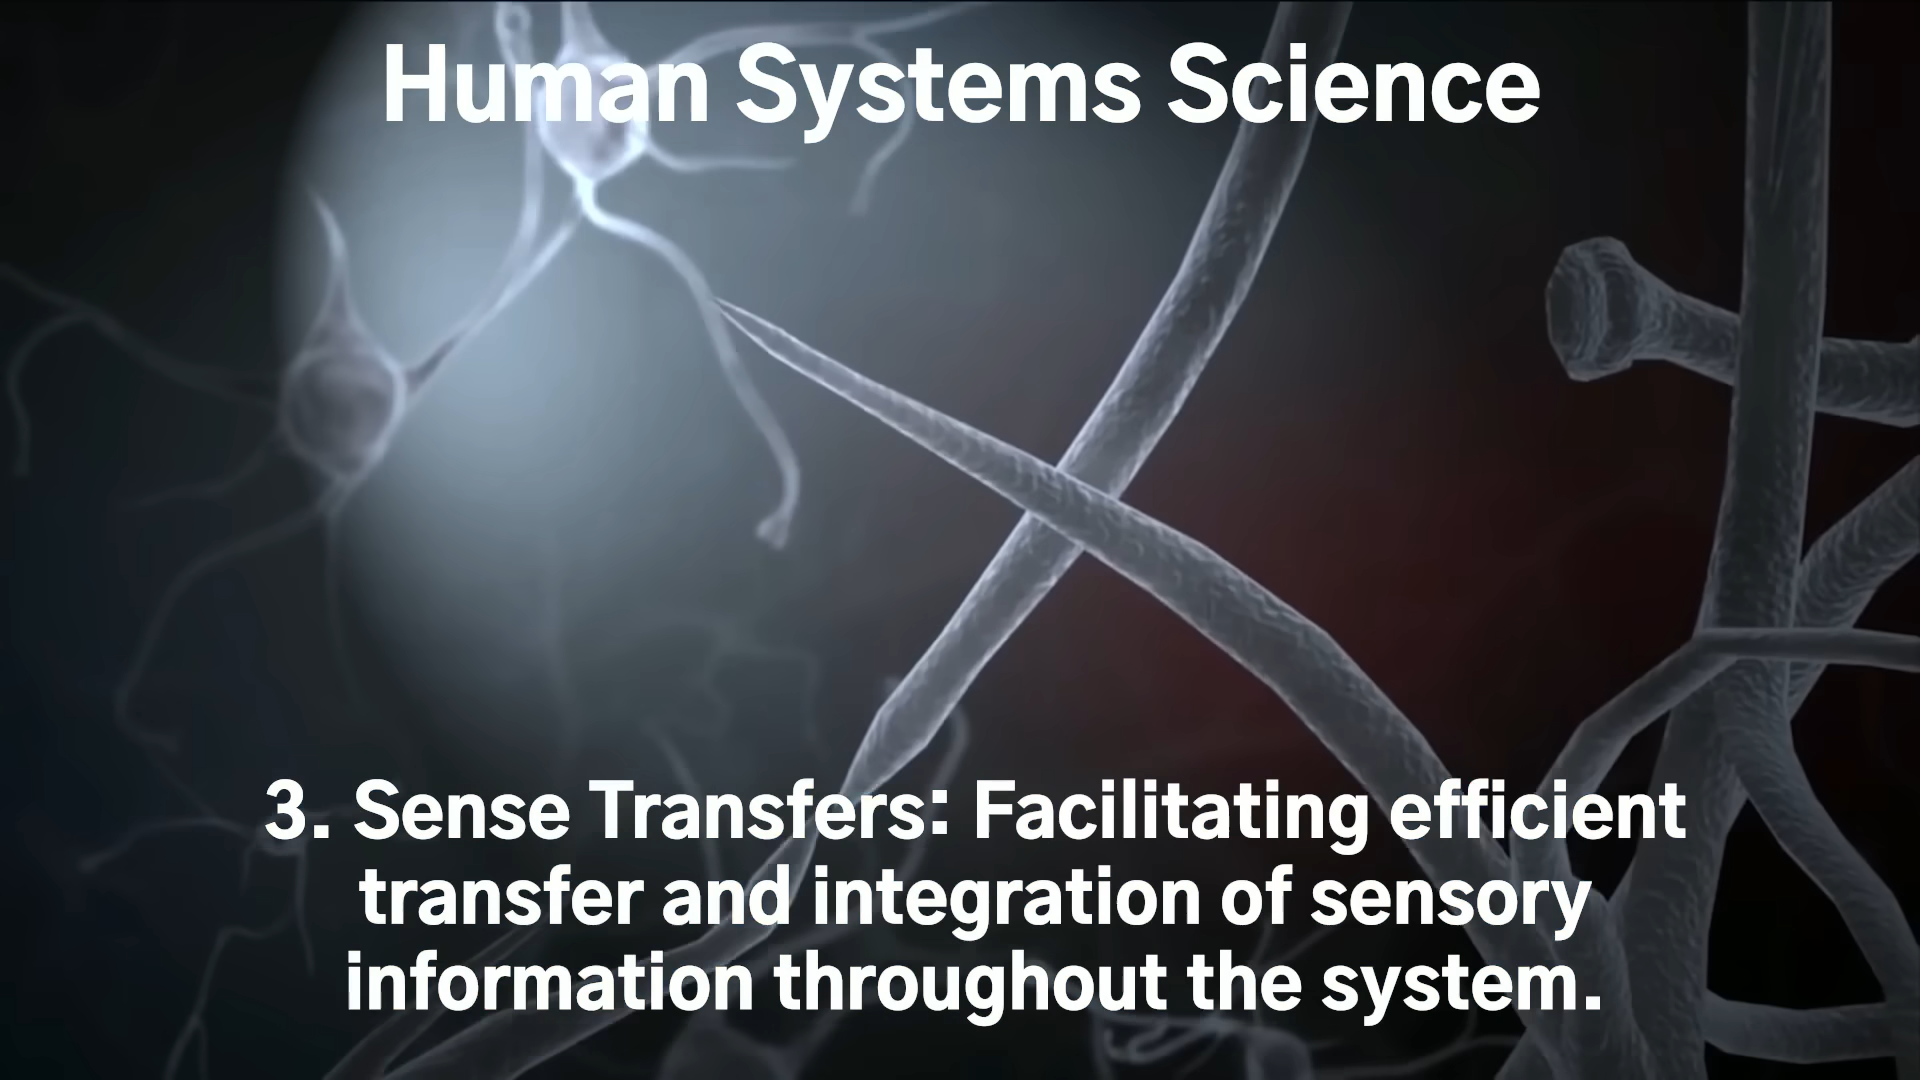 Human Systems Science
3. Sense Transfers: Facilitating efficient
transfer and integration of sensory
information throughout the system.